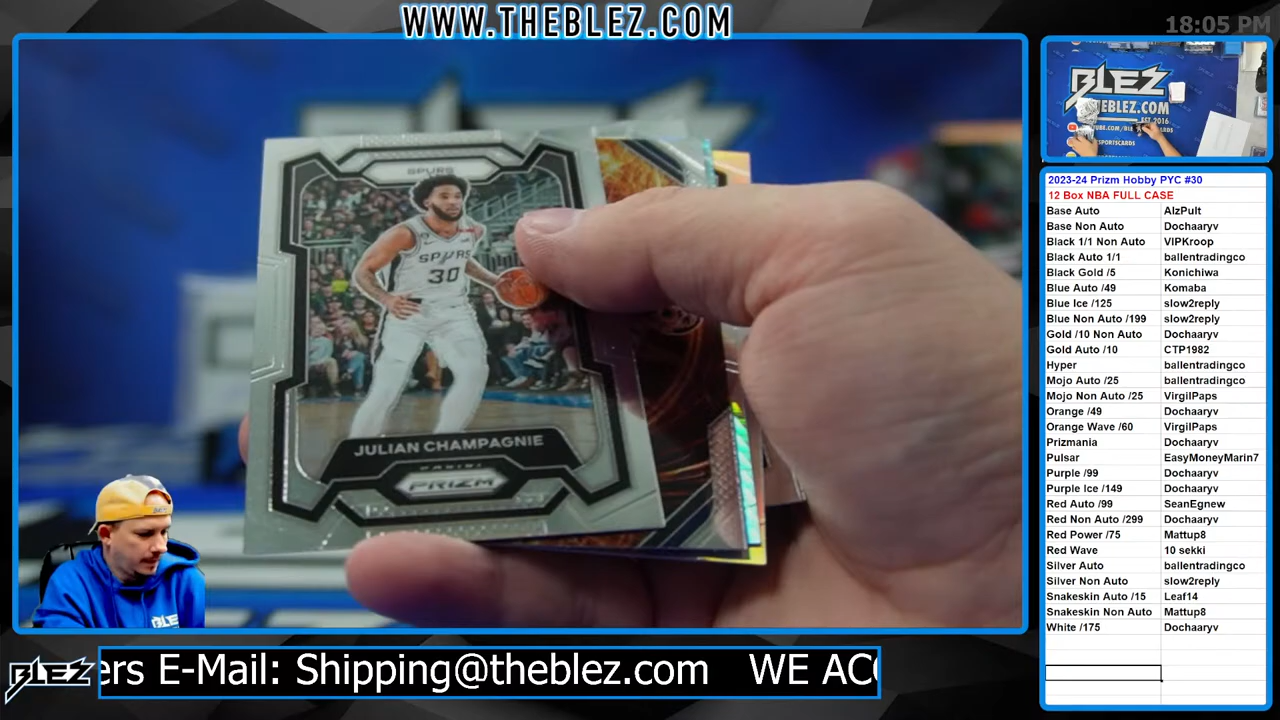 WWW.THEBLEZ.COM
18:05 PM
SPURS
SPURS
30
JULIAN CHAMPAGNIE
PANINI
PRIZM
BLEZ
THEBLEZ.COM
EST. 2016
2023-24 Prizm Hobby PYC #30
12 Box NBA FULL CASE
Base Auto AlzPult
Base Non Auto Dochaaryv
Black 1/1 Non Auto VIPKroop
Black Auto 1/1 ballentradingco
Black Gold /5 Konichiwa
Blue Auto /49 Komaba
Blue Ice /125 slow2reply
Blue Non Auto /199 slow2reply
Gold /10 Non Auto Dochaaryv
Gold Auto /10 CTP1982
Hyper ballentradingco
Mojo Auto /25 ballentradingco
Mojo Non Auto /25 VirgilPaps
Orange /49 Dochaaryv
Orange Wave /60 VirgilPaps
Prizmania Dochaaryv
Pulsar EasyMoneyMarin7
Purple /99 Dochaaryv
Purple Ice /149 Dochaaryv
Red Auto /99 SeanEgnew
Red Non Auto /299 Dochaaryv
Red Power /75 Mattup8
Red Wave 10 sekki
Silver Auto ballentradingco
Silver Non Auto slow2reply
Snakeskin Auto /15 Leaf14
Snakeskin Non Auto Mattup8
White /175 Dochaaryv
BLEZ
BLEZ
ers E-Mail: Shipping@theblez.com WE ACC